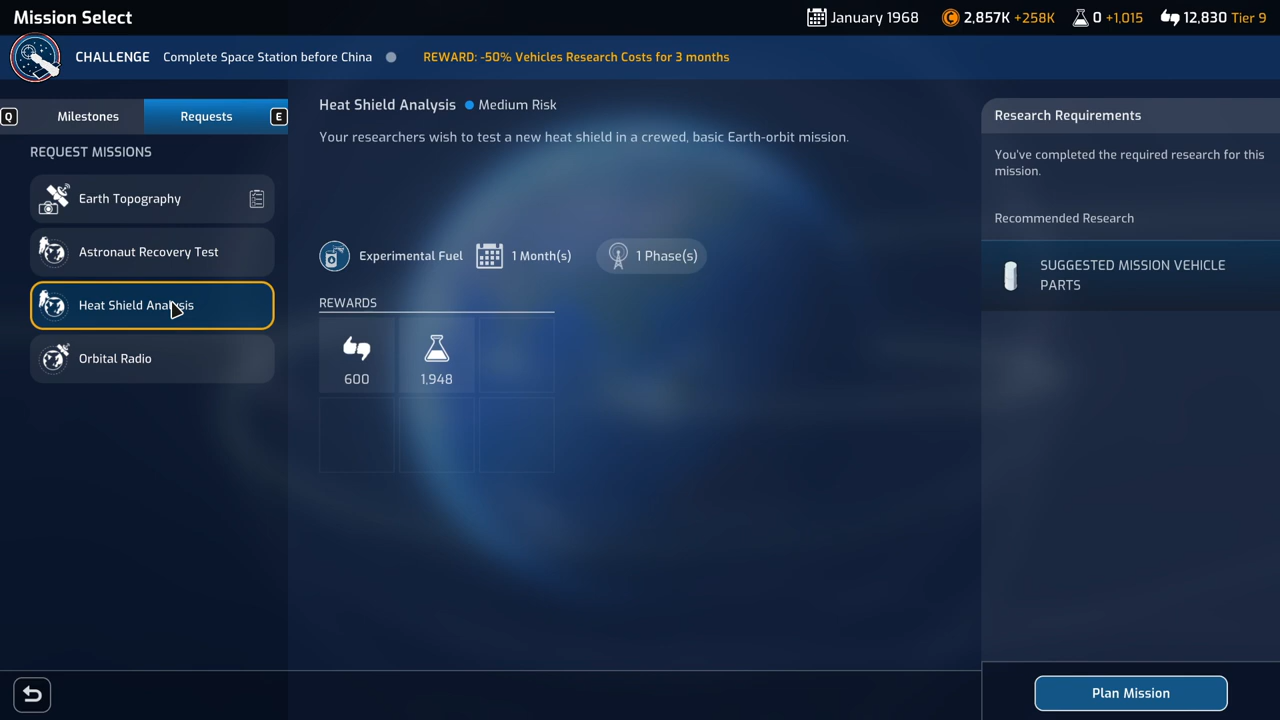 Mission Select
January 1968
2,857K +258K
0 +1,015
12,830 Tier 9
CHALLENGE Complete Space Station before China
REWARD: -50% Vehicles Research Costs for 3 months
Q Milestones Requests E
REQUEST MISSIONS
Earth Topography
Astronaut Recovery Test
Heat Shield Analysis
Orbital Radio
Heat Shield Analysis Medium Risk
Your researchers wish to test a new heat shield in a crewed, basic Earth-orbit mission.
Experimental Fuel 1 Month(s) 1 Phase(s)
REWARDS
600 1,948
Research Requirements
You've completed the required research for this
mission.
Recommended Research
SUGGESTED MISSION VEHICLE
PARTS
Plan Mission